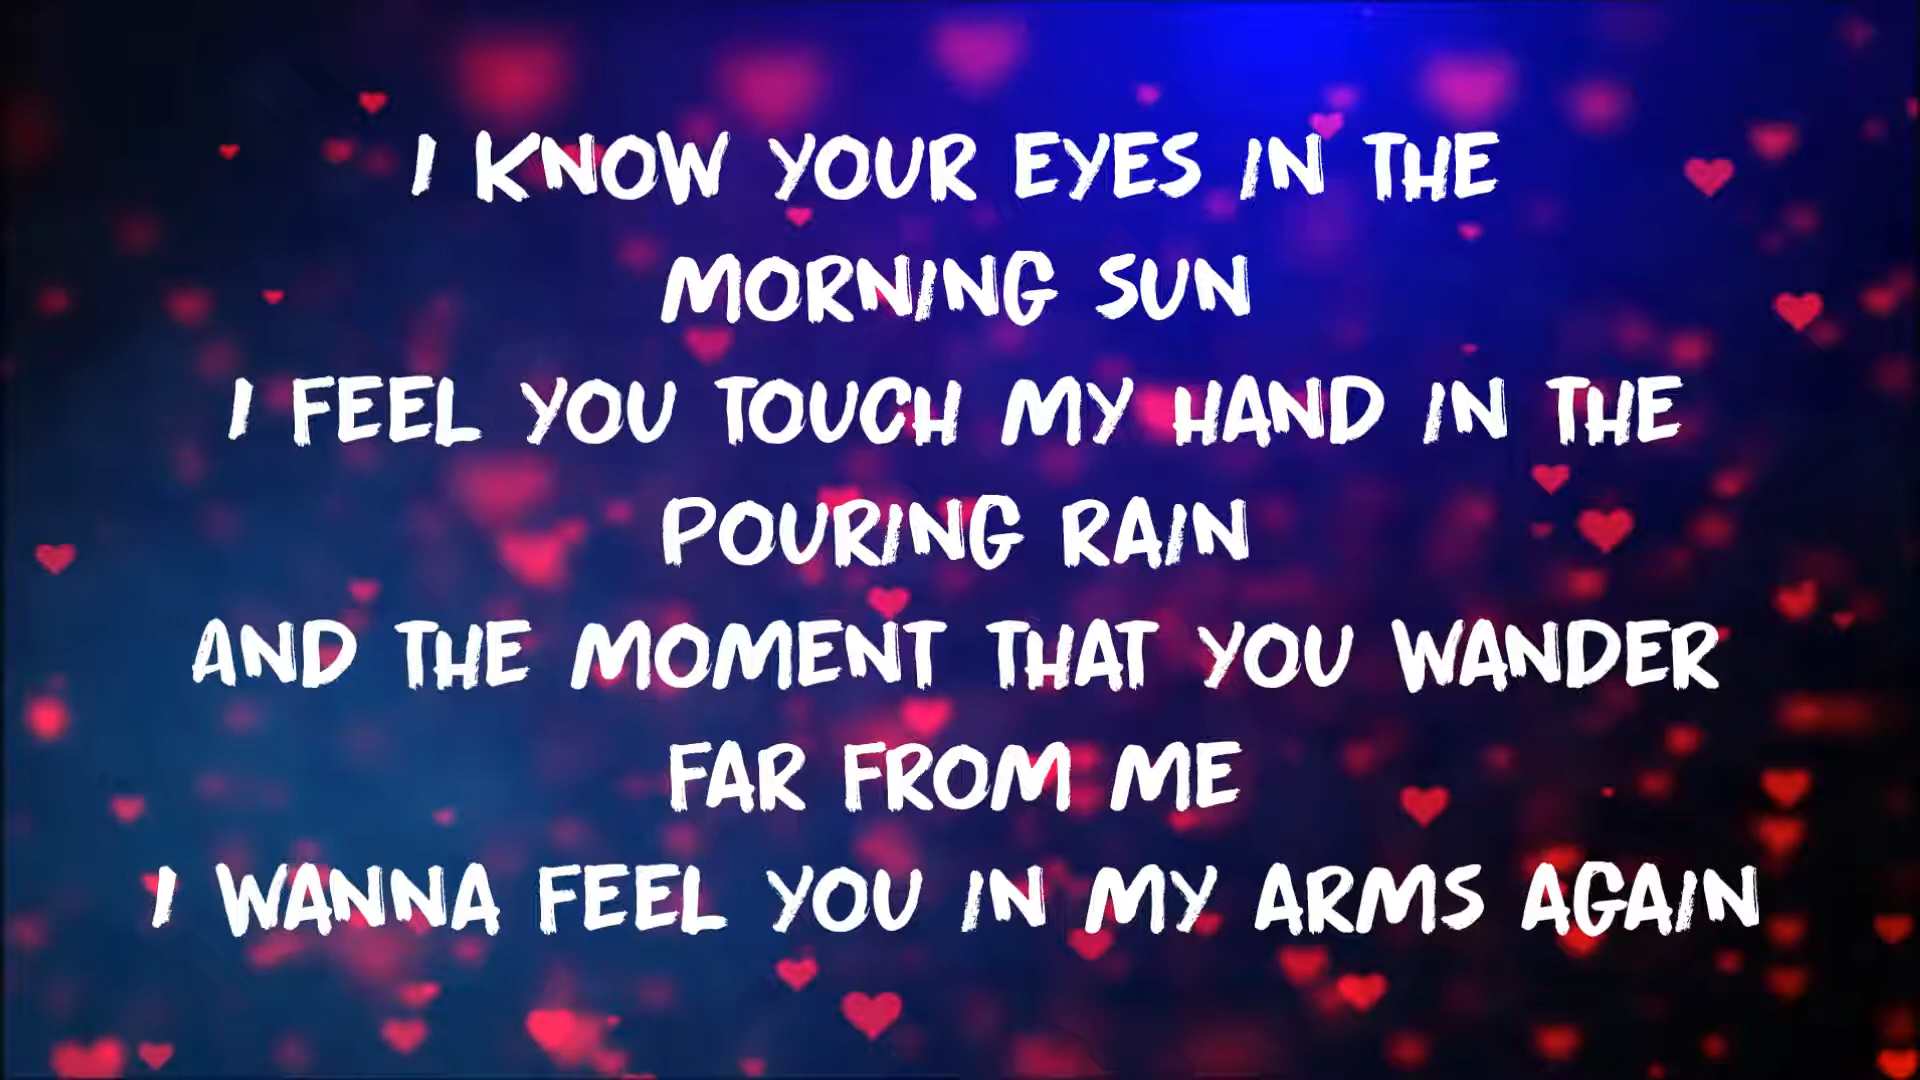 I KNOW YOUR EYES IN THE
MORNING SUN
I FEEL YOU TOUCH MY HAND IN THE
POURING RAIN
AND THE MOMENT THAT YOU WANDER
FAR FROM ME
I WANNA FEEL YOU IN MY ARMS AGAIN